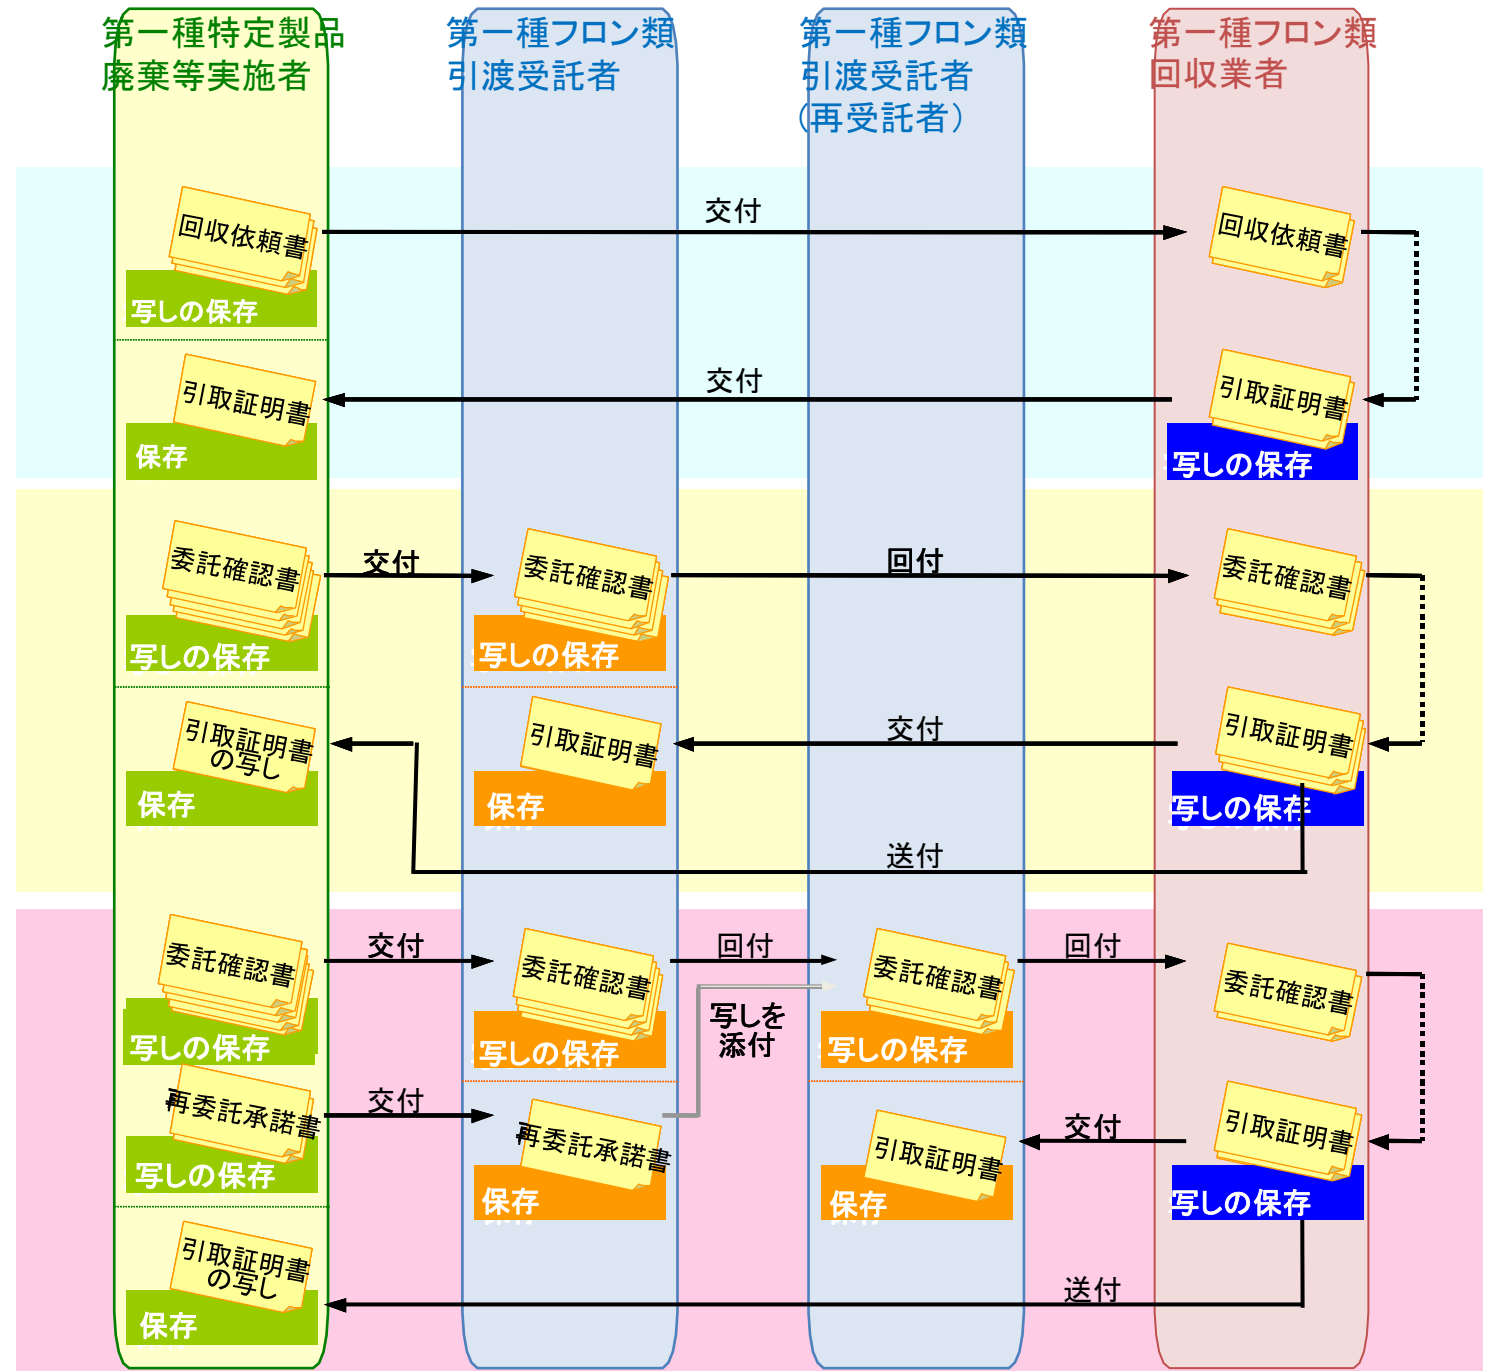 第一種特定製品
廃棄等実施者
第一種フロン類
引渡受託者
第一種フロン類
引渡受託者
（再受託者）
第一種フロン類
回収業者
回収依頼書
写しの保存
交付
回収依頼書
引取証明書
保存
交付
引取証明書
写しの保存
委託確認書
写しの保存
交付
委託確認書
写しの保存
回付
委託確認書
引取証明書
の写し
保存
引取証明書
保存
交付
引取証明書
写しの保存
送付
委託確認書
写しの保存
交付
委託確認書
写しの保存
回付
写しを
添付
委託確認書
写しの保存
回付
委託確認書
再委託承諾書
写しの保存
交付
再委託承諾書
保存
引取証明書
保存
交付
引取証明書
写しの保存
引取証明書
の写し
保存
送付